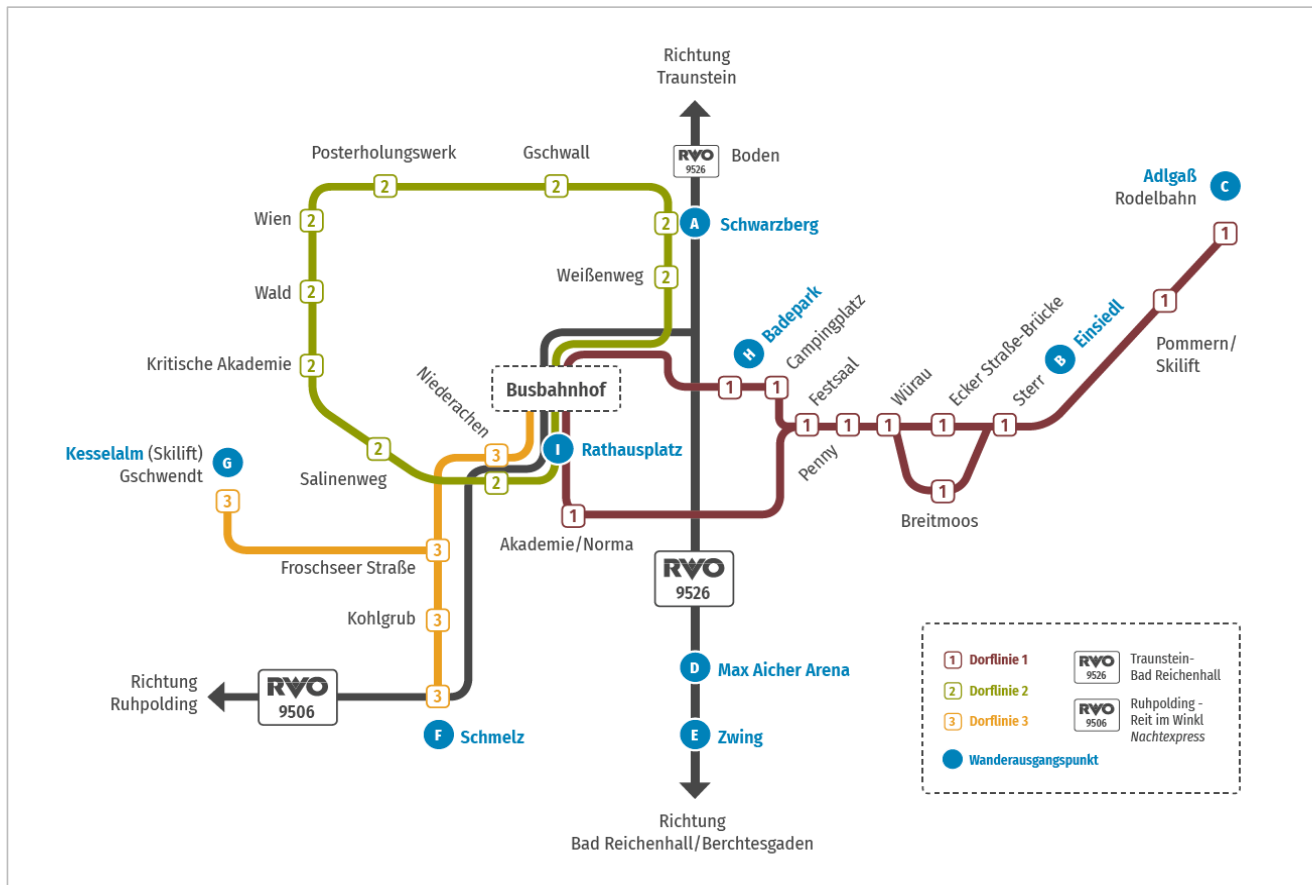 Richtung
Traunstein
RVO
9526
Boden
Posterholungswerk
Gschwall
2
2
Adlgaß
Rodelbahn
C
Wien
2
2
A
Schwarzberg
1
Weißenweg
2
Wald
2
Badepark
H
Campingplatz
Ecker Straße-Brücke
Einsiedl
B
1
Pommern/
Skilift
Kritische Akademie
2
Niederachen
Busbahnhof
1
1
Festsaal
Würau
Sterr
1
1
1
1
1
Penny
Kesselalm (Skilift)
Gschwendt
G
2
Salinenweg
3
I
Rathausplatz
2
3
1
Breitmoos
1
Akademie/Norma
3
Froschseer Straße
RVO
9526
Kohlgrub
3
Richtung
Ruhpolding
RVO
9506
3
F
Schmelz
D
Max Aicher Arena
E
Zwing
Richtung
Bad Reichenhall/Berchtesgaden
1 Dorflinie 1
2 Dorflinie 2
3 Dorflinie 3
Wanderausgangspunkt
RVO
9526
Traunstein-
Bad Reichenhall
RVO
9506
Ruhpolding -
Reit im Winkl
Nachtexpress